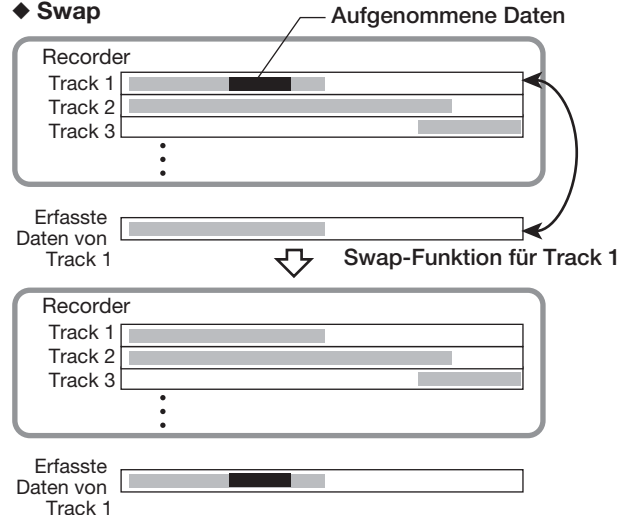 ◆ Swap
Aufgenommene Daten
Recorder
Track 1
Track 2
Track 3
Erfasste
Daten von
Track 1
Swap-Funktion für Track 1
Recorder
Track 1
Track 2
Track 3
Erfasste
Daten von
Track 1